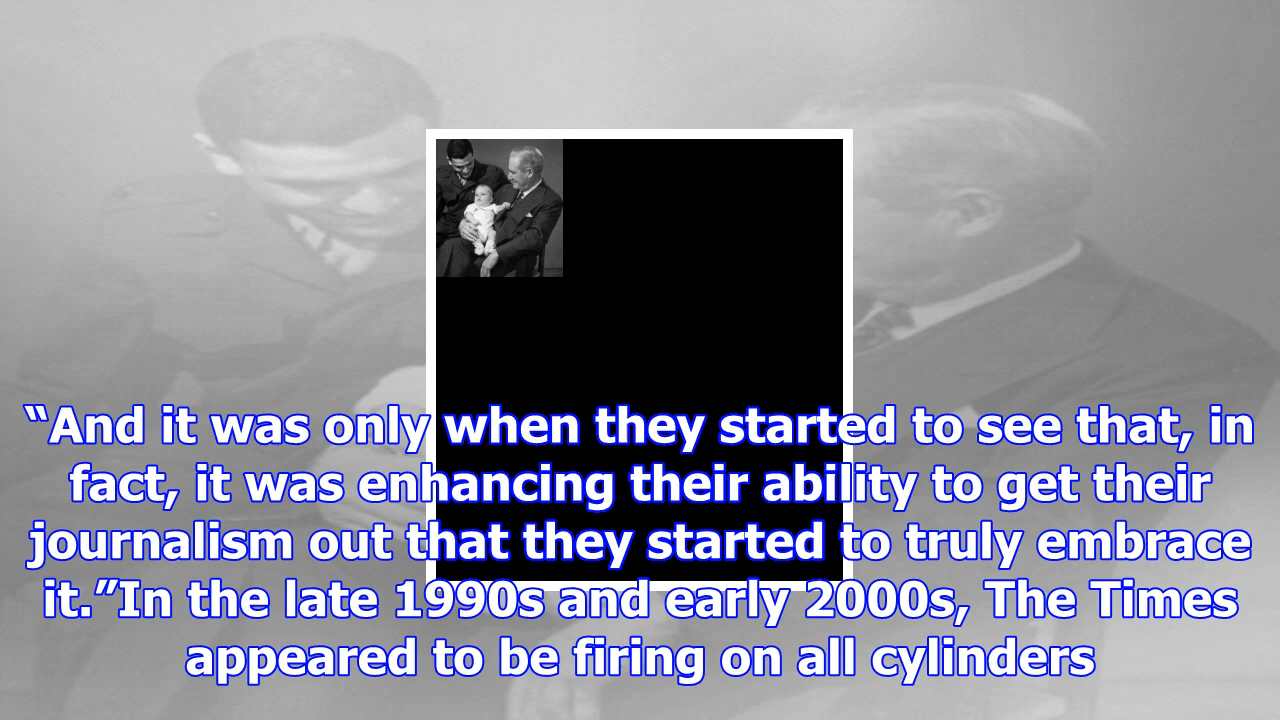 “And it was only when they started to see that, in
fact, it was enhancing their ability to get their
journalism out that they started to truly embrace
it.”In the late 1990s and early 2000s, The Times
appeared to be firing on all cylinders